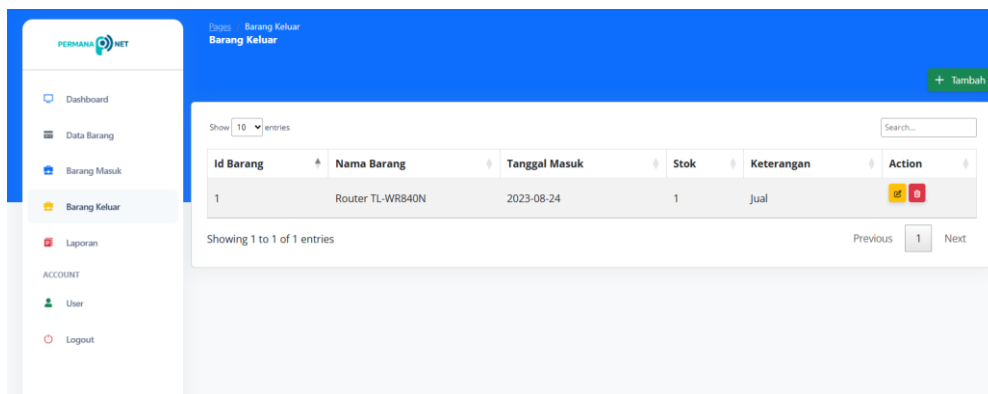 PERMANA NET
Dashboard
Data Barang
Barang Masuk
Barang Keluar
Laporan
ACCOUNT
User
Logout
Pages / Barang Keluar
Barang Keluar
+ Tambah
Show 10 entries
Search...
Id Barang Nama Barang Tanggal Masuk Stok Keterangan Action
1 Router TL-WR840N 2023-08-24 1 Jual
Showing 1 to 1 of 1 entries
Previous 1 Next